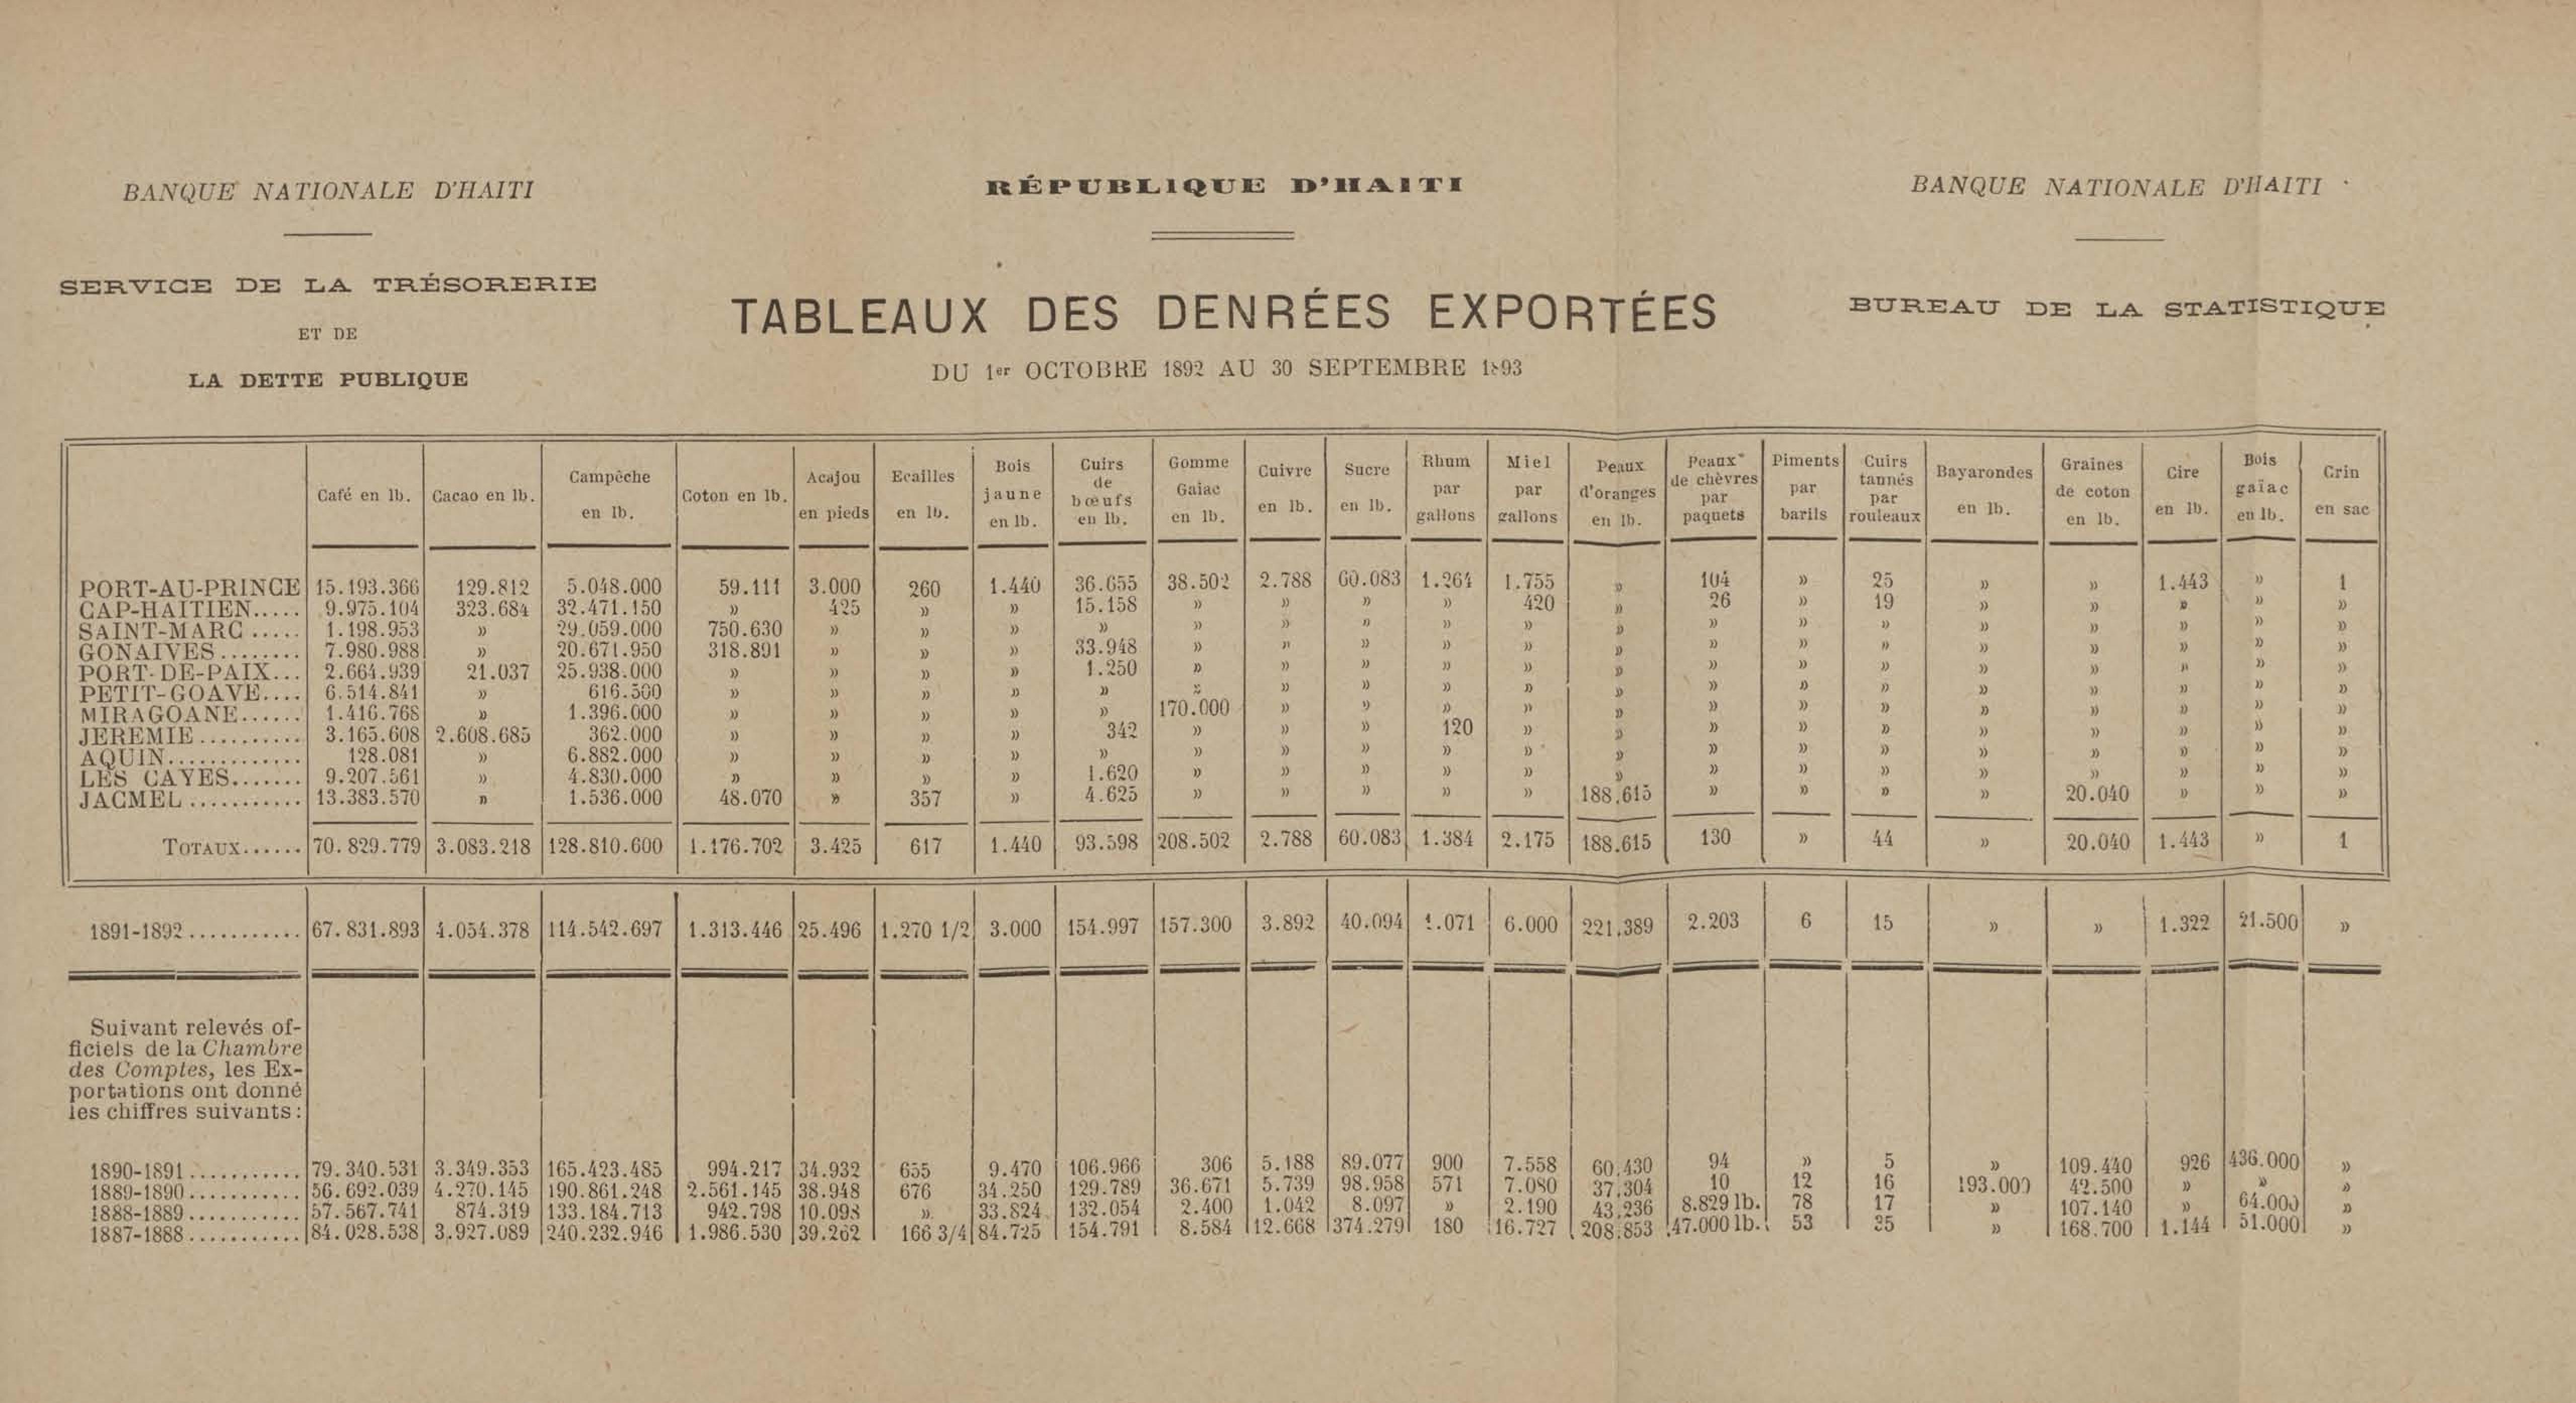 BANQUE NATIONALE D'HAITI
SERVICE DE LA TRÉSORERIE
ET DE
LA DETTE PUBLIQUE
RÉPUBLIQUE D'HAITI
TABLEAUX DES DENRÉES EXPORTÉES
DU 1er OCTOBRE 1892 AU 30 SEPTEMBRE 1893
BANQUE NATIONALE D'HAITI
BUREAU DE LA STATISTIQUE
Café en lb. Cacao en lb. Campêche en lb. Coton en lb. Acajou en pieds Ecailles en lb. Bois jaune en lb. Cuirs de bœufs en lb. Gomme Gaiac en lb. Cuivre en lb. Sucre en lb. Rhum par gallons Miel par gallons Peaux d'oranges en lb. Peaux de chèvres par paquets Piments par barils Cuirs tannés par rouleaux Bayarondes en lb. Graines de coton en lb. Cire en lb. Bois gaïac en lb. Crin en sac
PORT-AU-PRINCE 15.193.366 129.812 5.048.000 59.111 3.000 260 1.440 36.655 38.502 2.788 60.083 1.264 1.755 » 104 » 25 » » 1.443 » 1
CAP-HAITIEN..... 9.975.104 323.684 32.471.150 » 425 » » 15.158 » » » » 420 » 26 » 19 » » » » »
SAINT-MARC ..... 1.198.953 » 29.059.000 750.630 » » » » » » » » » » » » » » » » » »
GONAIVES........ 7.980.988 » 20.671.950 318.891 » » » 33.948 » » » » » » » » » » » » » »
PORT-DE-PAIX... 2.664.939 21.037 25.938.000 » » » » 1.250 » » » » » » » » » » » » » »
PETIT-GOAVE.... 6.514.841 » 616.500 » » » » » » » » » » » » » » » » » » »
MIRAGOANE...... 1.416.768 » 1.396.000 » » » » » 170.000 » » » » » » » » » » » » »
JEREMIE.......... 3.165.608 2.608.685 362.000 » » » » 342 » » » 120 » » » » » » » » » »
AQUIN............. 128.081 » 6.882.000 » » » » » » » » » » » » » » » » » » »
LES CAYES....... 9.207.561 » 4.830.000 » » » » 1.620 » » » » » » » » » » » » » »
JACMEL........... 13.383.570 » 1.536.000 48.070 » 357 » 4.625 » » » » » 188.615 » » » » 20.040 » » »
TOTAUX...... 70.829.779 3.083.218 128.810.600 1.176.702 3.425 617 1.440 93.598 208.502 2.788 60.083 1.384 2.175 188.615 130 » 44 » 20.040 1.443 » 1
1891-1892........... 67.831.893 4.054.378 114.542.697 1.313.446 25.496 1.270 1/2 3.000 154.997 157.300 3.892 40.094 1.071 6.000 221.389 2.203 6 15 » » 1.322 21.500 »
Suivant relevés of-
ficiels de la Chambre
des Comptes, les Ex-
portations ont donné
les chiffres suivants:
1890-1891........... 79.340.531 3.349.353 165.423.485 994.217 34.932 655 9.470 106.966 306 5.188 89.077 900 7.558 60.430 94 » 5 » 109.440 926 436.000 »
1889-1890........... 56.692.039 4.270.145 190.861.248 2.561.145 38.948 676 34.250 129.789 36.671 5.739 98.958 571 7.080 37.304 10 12 16 193.000 42.500 » » »
1888-1889........... 57.567.741 874.319 133.184.713 942.798 10.098 » 33.824 132.054 2.400 1.042 8.097 » 2.190 43.236 8.829 lb. 78 17 » 107.140 » 64.000 »
1887-1888........... 84.028.538 3.927.089 240.232.946 1.986.530 39.262 166 3/4 84.725 154.791 8.584 12.668 374.279 180 16.727 208.853 47.000 lb. 53 35 » 168.700 1.144 51.000 »